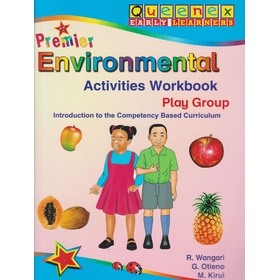 Queenex
EARLY LEARNERS
Premier
Environmental
Activities Workbook
Play Group
Introduction to the Competency Based Curriculum
R. Wangari
G. Otieno
M. Kirui